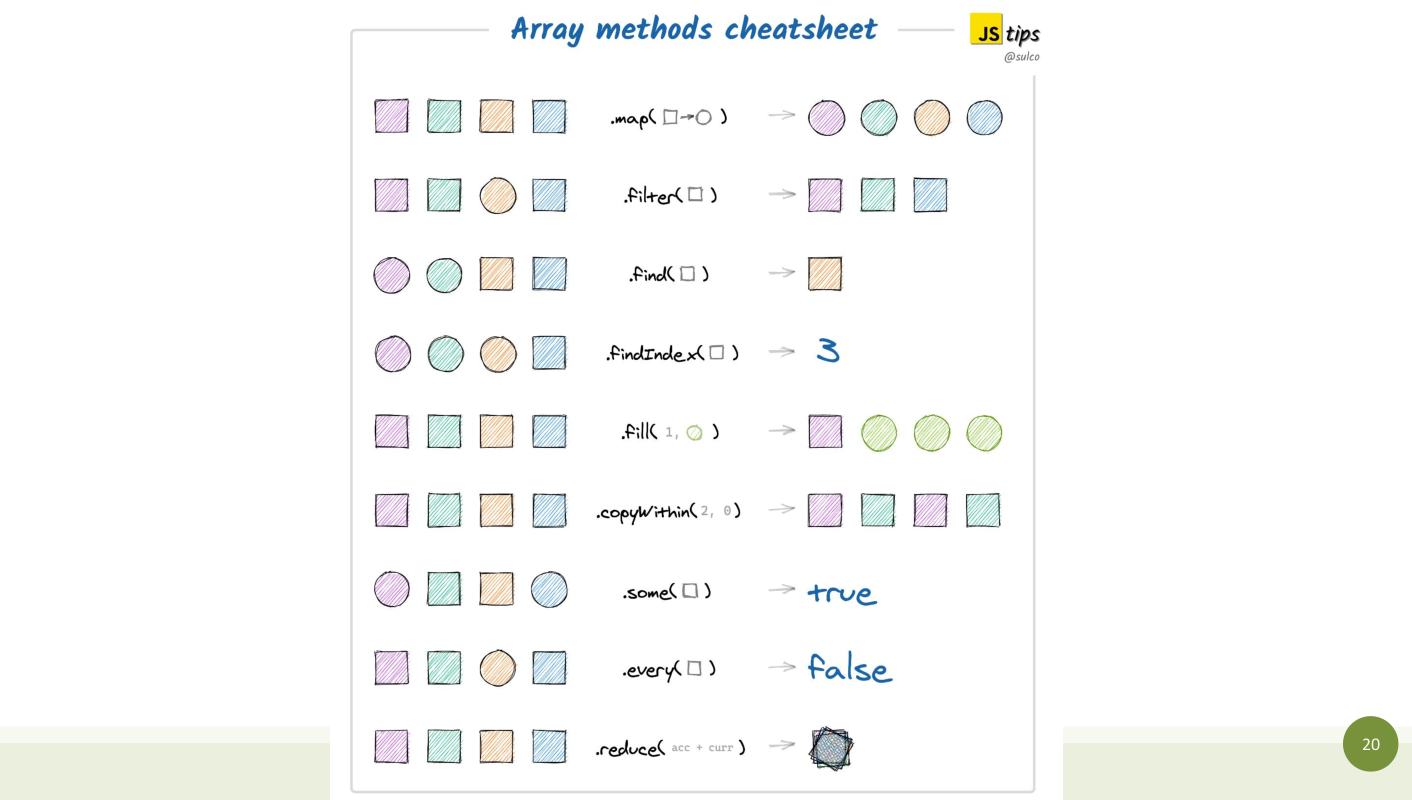 Array methods cheatsheet
JS tips
@sulco
.map( )
.filter( )
.find( )
.findIndex( )
3
.fill( 1, )
.copyWithin( 2, 0 )
.some( )
true
.every( )
false
.reduce( acc + curr )
20